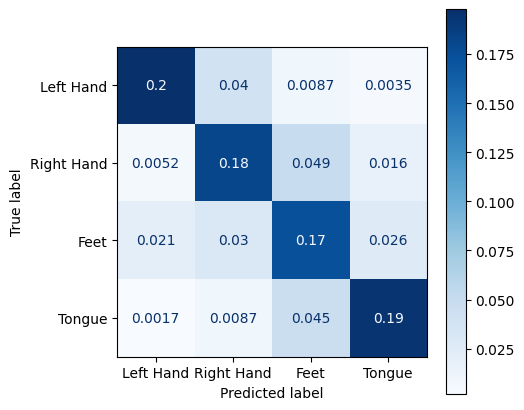 Left Hand 0.2 0.04 0.0087 0.0035
Right Hand 0.0052 0.18 0.049 0.016
Feet 0.021 0.03 0.17 0.026
Tongue 0.0017 0.0087 0.045 0.19
Left Hand Right Hand Feet Tongue
Predicted label
True label
0.175
0.150
0.125
0.100
0.075
0.050
0.025